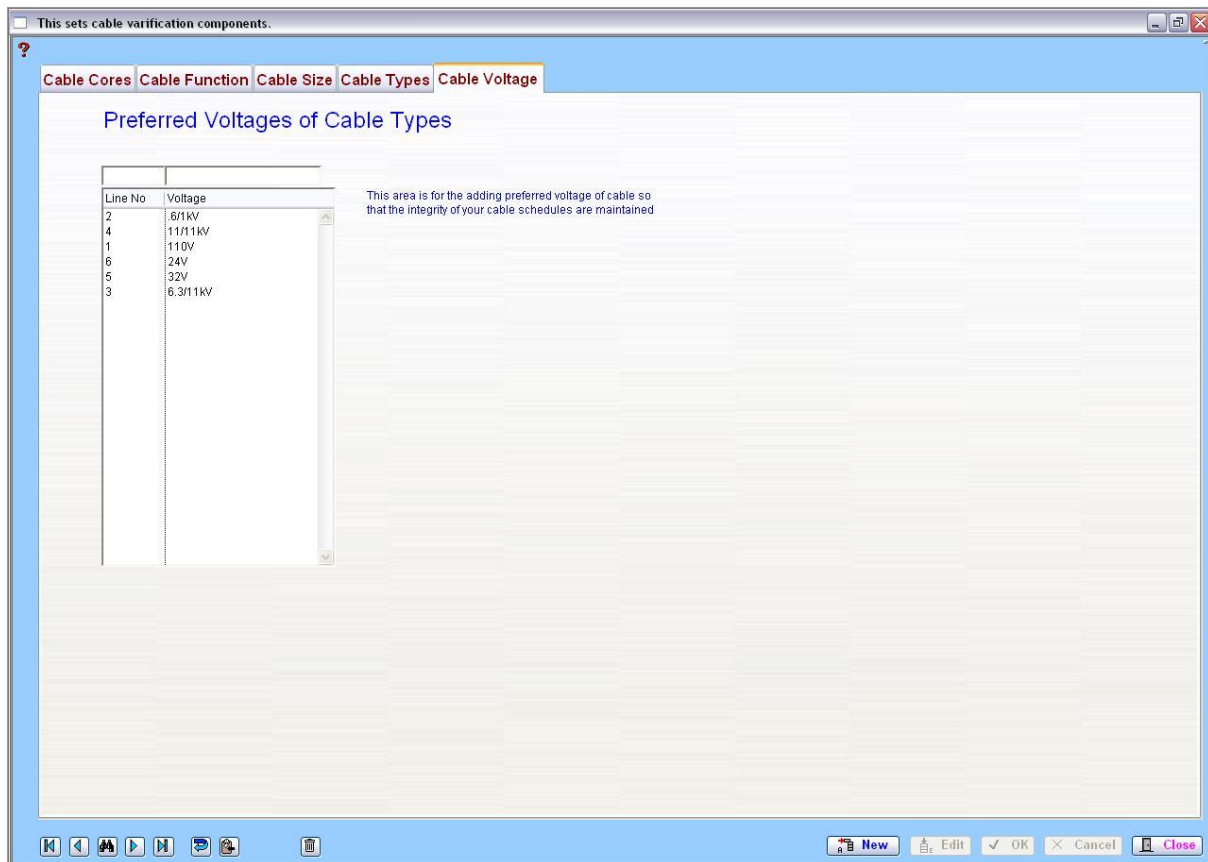 This sets cable varification components.
?
Cable Cores Cable Function Cable Size Cable Types Cable Voltage
Preferred Voltages of Cable Types
Line No Voltage
This area is for the adding preferred voltage of cable so
that the integrity of your cable schedules are maintained
2 .6/1kV
4 11/11kV
1 110V
6 24V
5 32V
3 6.3/11kV
New Edit OK Cancel Close